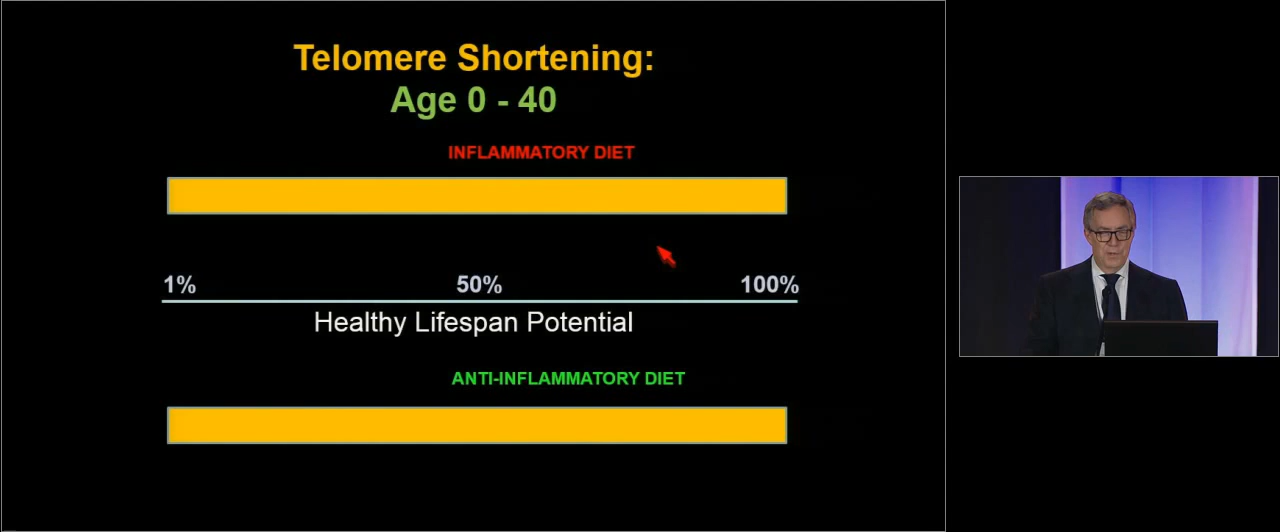 Telomere Shortening:
Age 0 - 40
INFLAMMATORY DIET
1% 50% 100%
Healthy Lifespan Potential
ANTI-INFLAMMATORY DIET